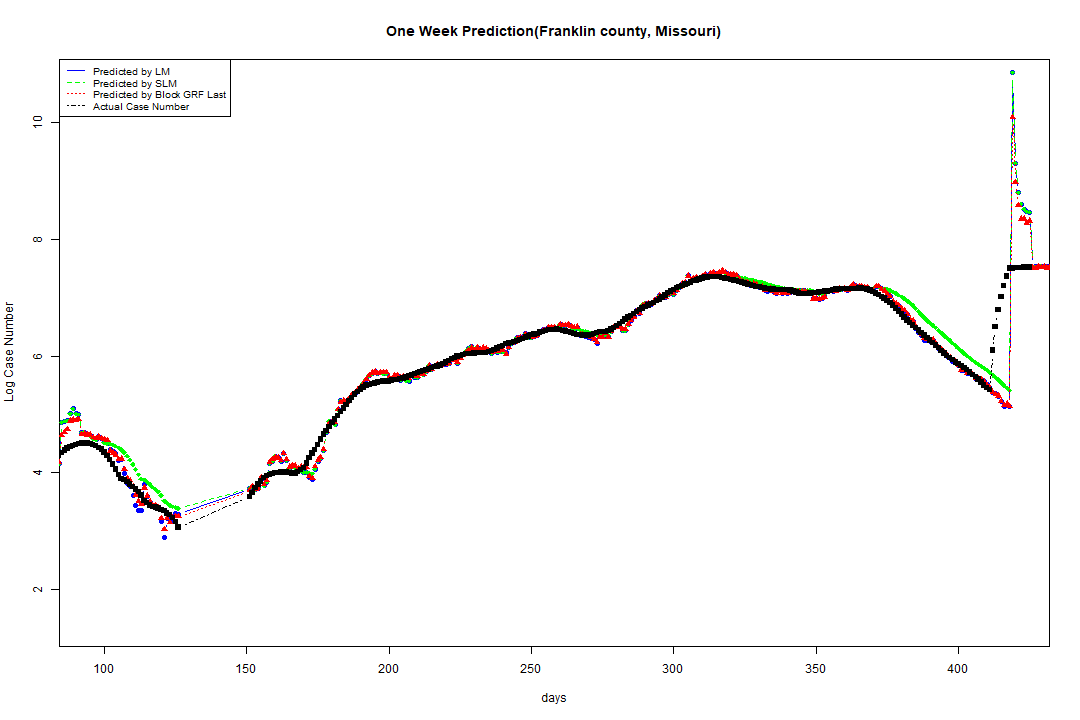 One Week Prediction(Franklin county, Missouri)
Predicted by LM
Predicted by SLM
Predicted by Block GRF Last
Actual Case Number
Log Case Number
10
8
6
4
2
100 150 200 250 300 350 400
days